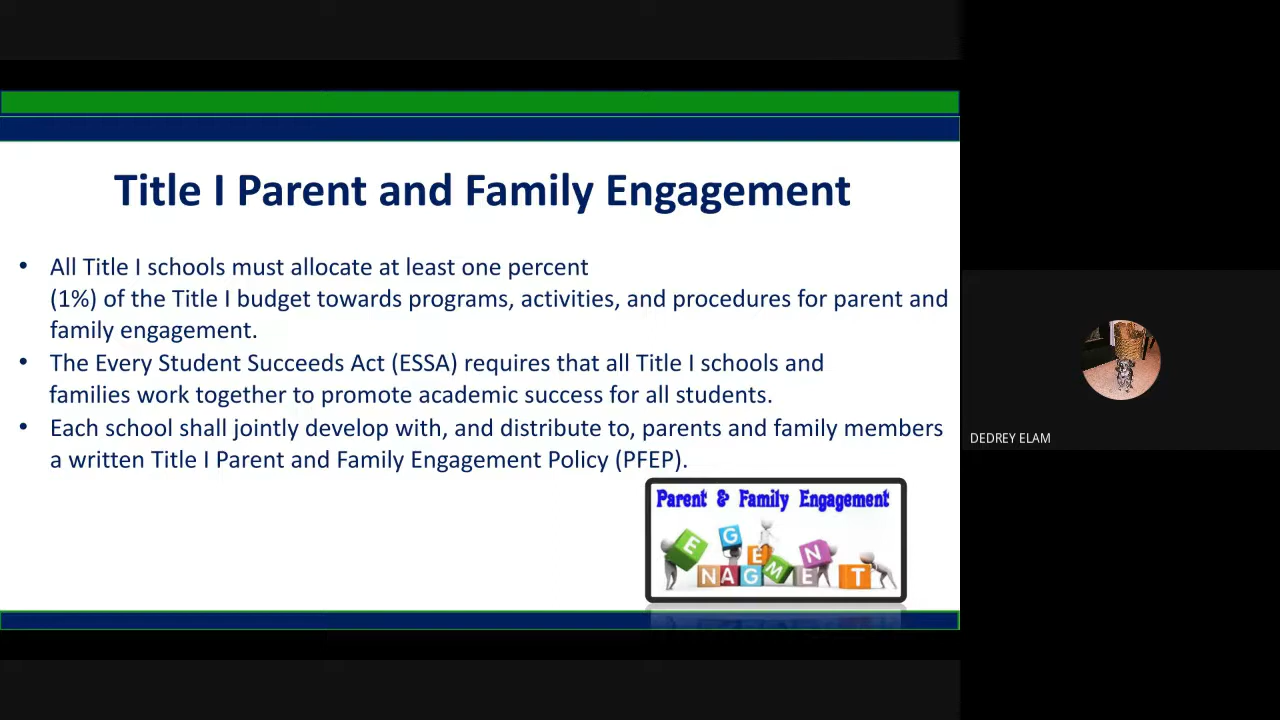 Title I Parent and Family Engagement
• All Title I schools must allocate at least one percent
(1%) of the Title I budget towards programs, activities, and procedures for parent and
family engagement.
• The Every Student Succeeds Act (ESSA) requires that all Title I schools and
families work together to promote academic success for all students.
• Each school shall jointly develop with, and distribute to, parents and family members
a written Title I Parent and Family Engagement Policy (PFEP).
Parent & Family Engagement
E G E N
N A G M E T
DEDREY ELAM